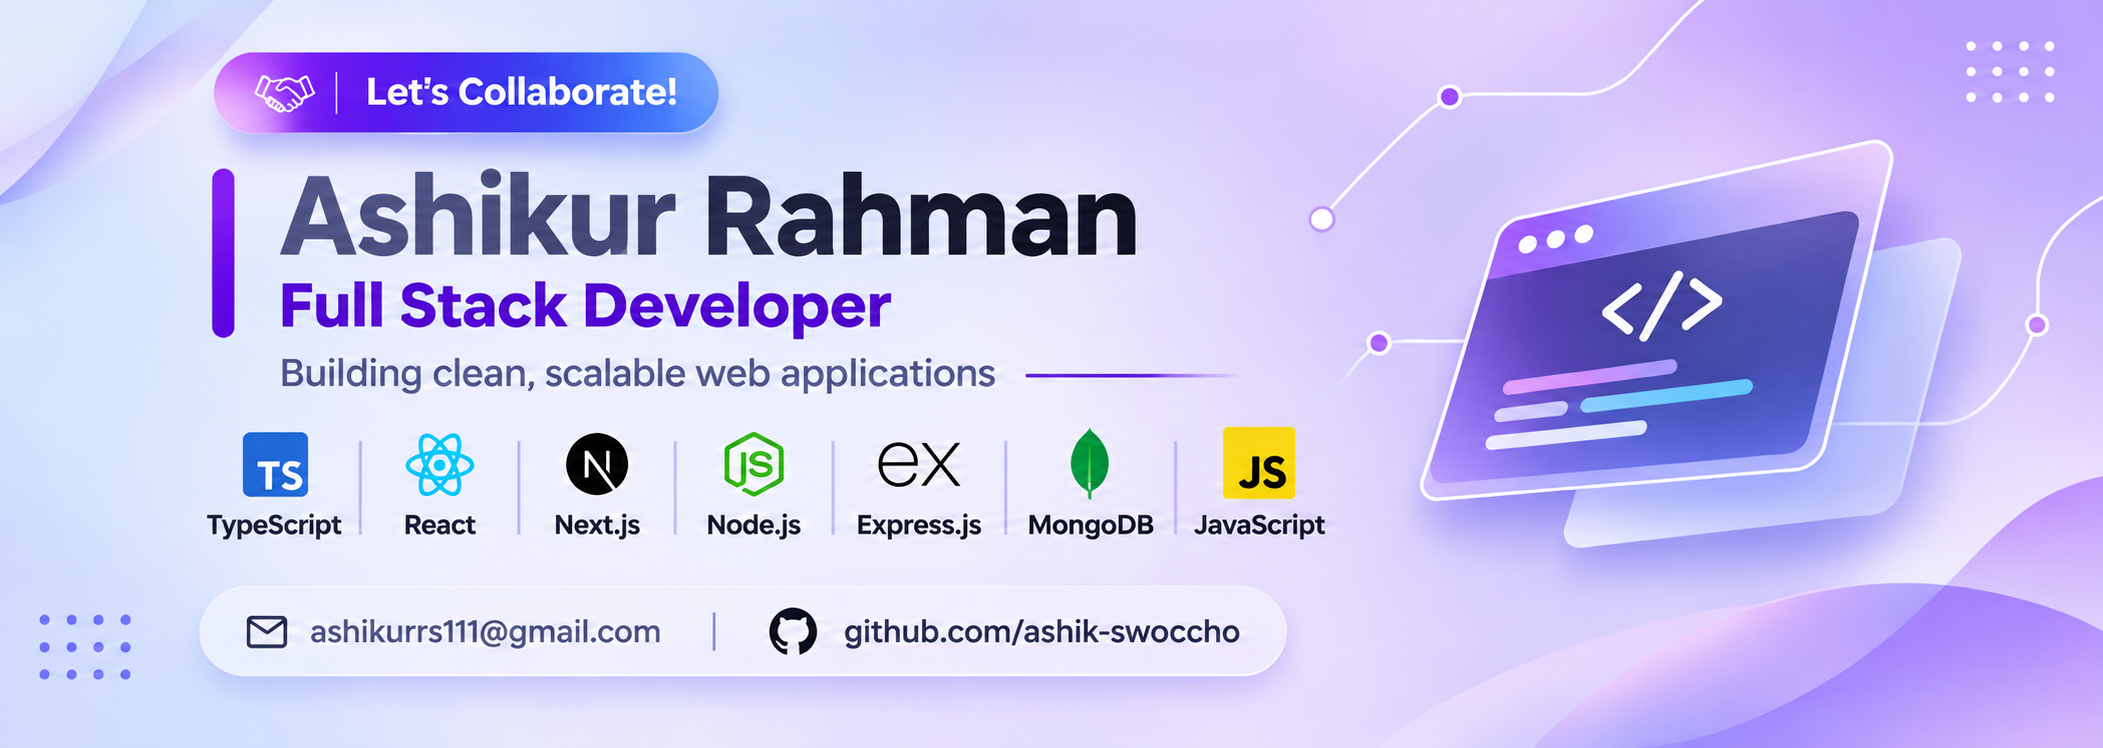 Let's Collaborate!
Ashikur Rahman
Full Stack Developer
Building clean, scalable web applications
TS
N
JS
ex
JS
TypeScript
React
Next.js
Node.js
Express.js
MongoDB
JavaScript
ashikurrs111@gmail.com
github.com/ashik-swoccho
</>